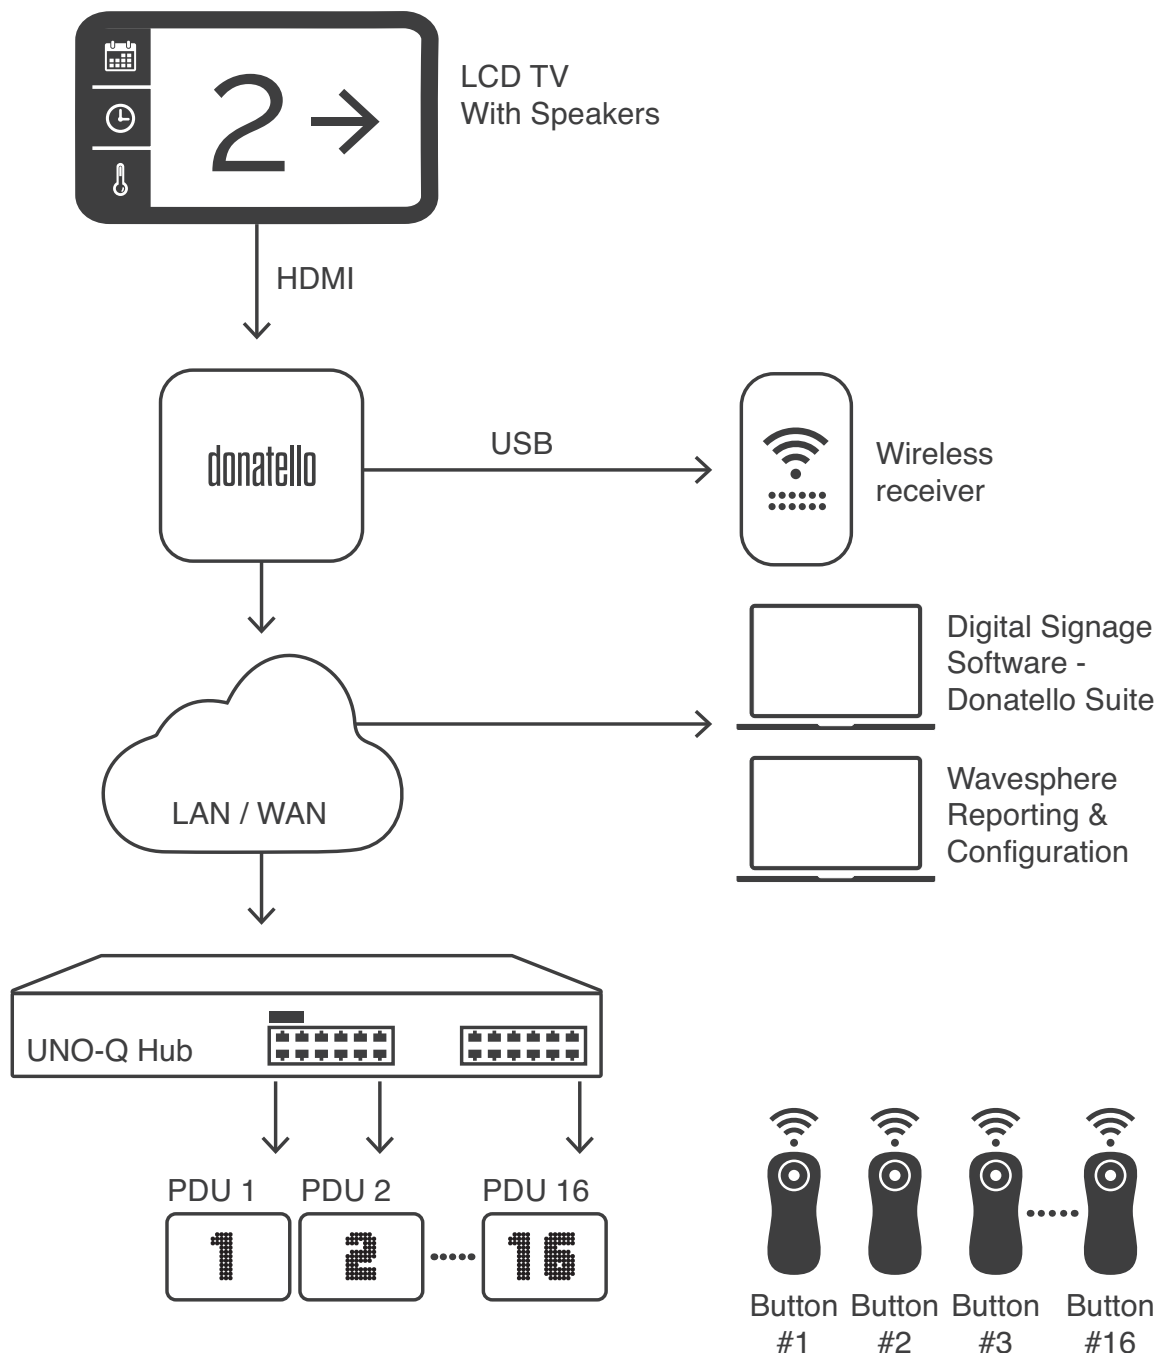 2
LCD TV
With Speakers
HDMI
donatello
USB
Wireless
receiver
Digital Signage
Software -
Donatello Suite
LAN / WAN
Wavesphere
Reporting &
Configuration
UNO-Q Hub
PDU 1
PDU 2
PDU 16
1
2
16
Button
#1
Button
#2
Button
#3
Button
#16